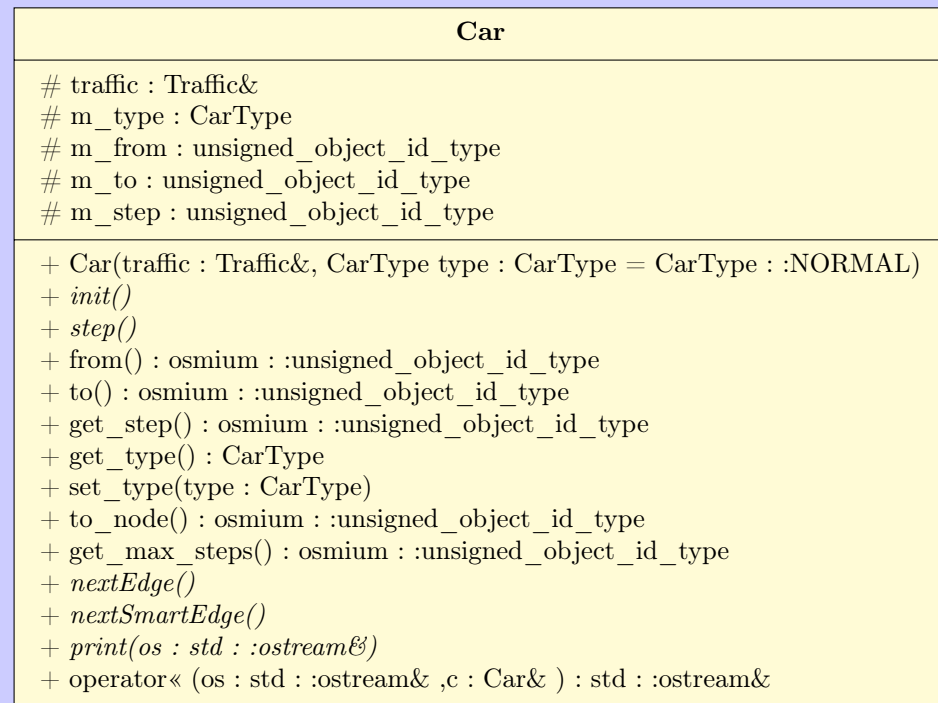 Car
# traffic : Traffic&
# m_type : CarType
# m_from : unsigned_object_id_type
# m_to : unsigned_object_id_type
# m_step : unsigned_object_id_type
+ Car(traffic : Traffic&, CarType type : CarType = CarType : :NORMAL)
+ init()
+ step()
+ from() : osmium : :unsigned_object_id_type
+ to() : osmium : :unsigned_object_id_type
+ get_step() : osmium : :unsigned_object_id_type
+ get_type() : CarType
+ set_type(type : CarType)
+ to_node() : osmium : :unsigned_object_id_type
+ get_max_steps() : osmium : :unsigned_object_id_type
+ nextEdge()
+ nextSmartEdge()
+ print(os : std : :ostream&)
+ operator« (os : std : :ostream& ,c : Car& ) : std : :ostream&